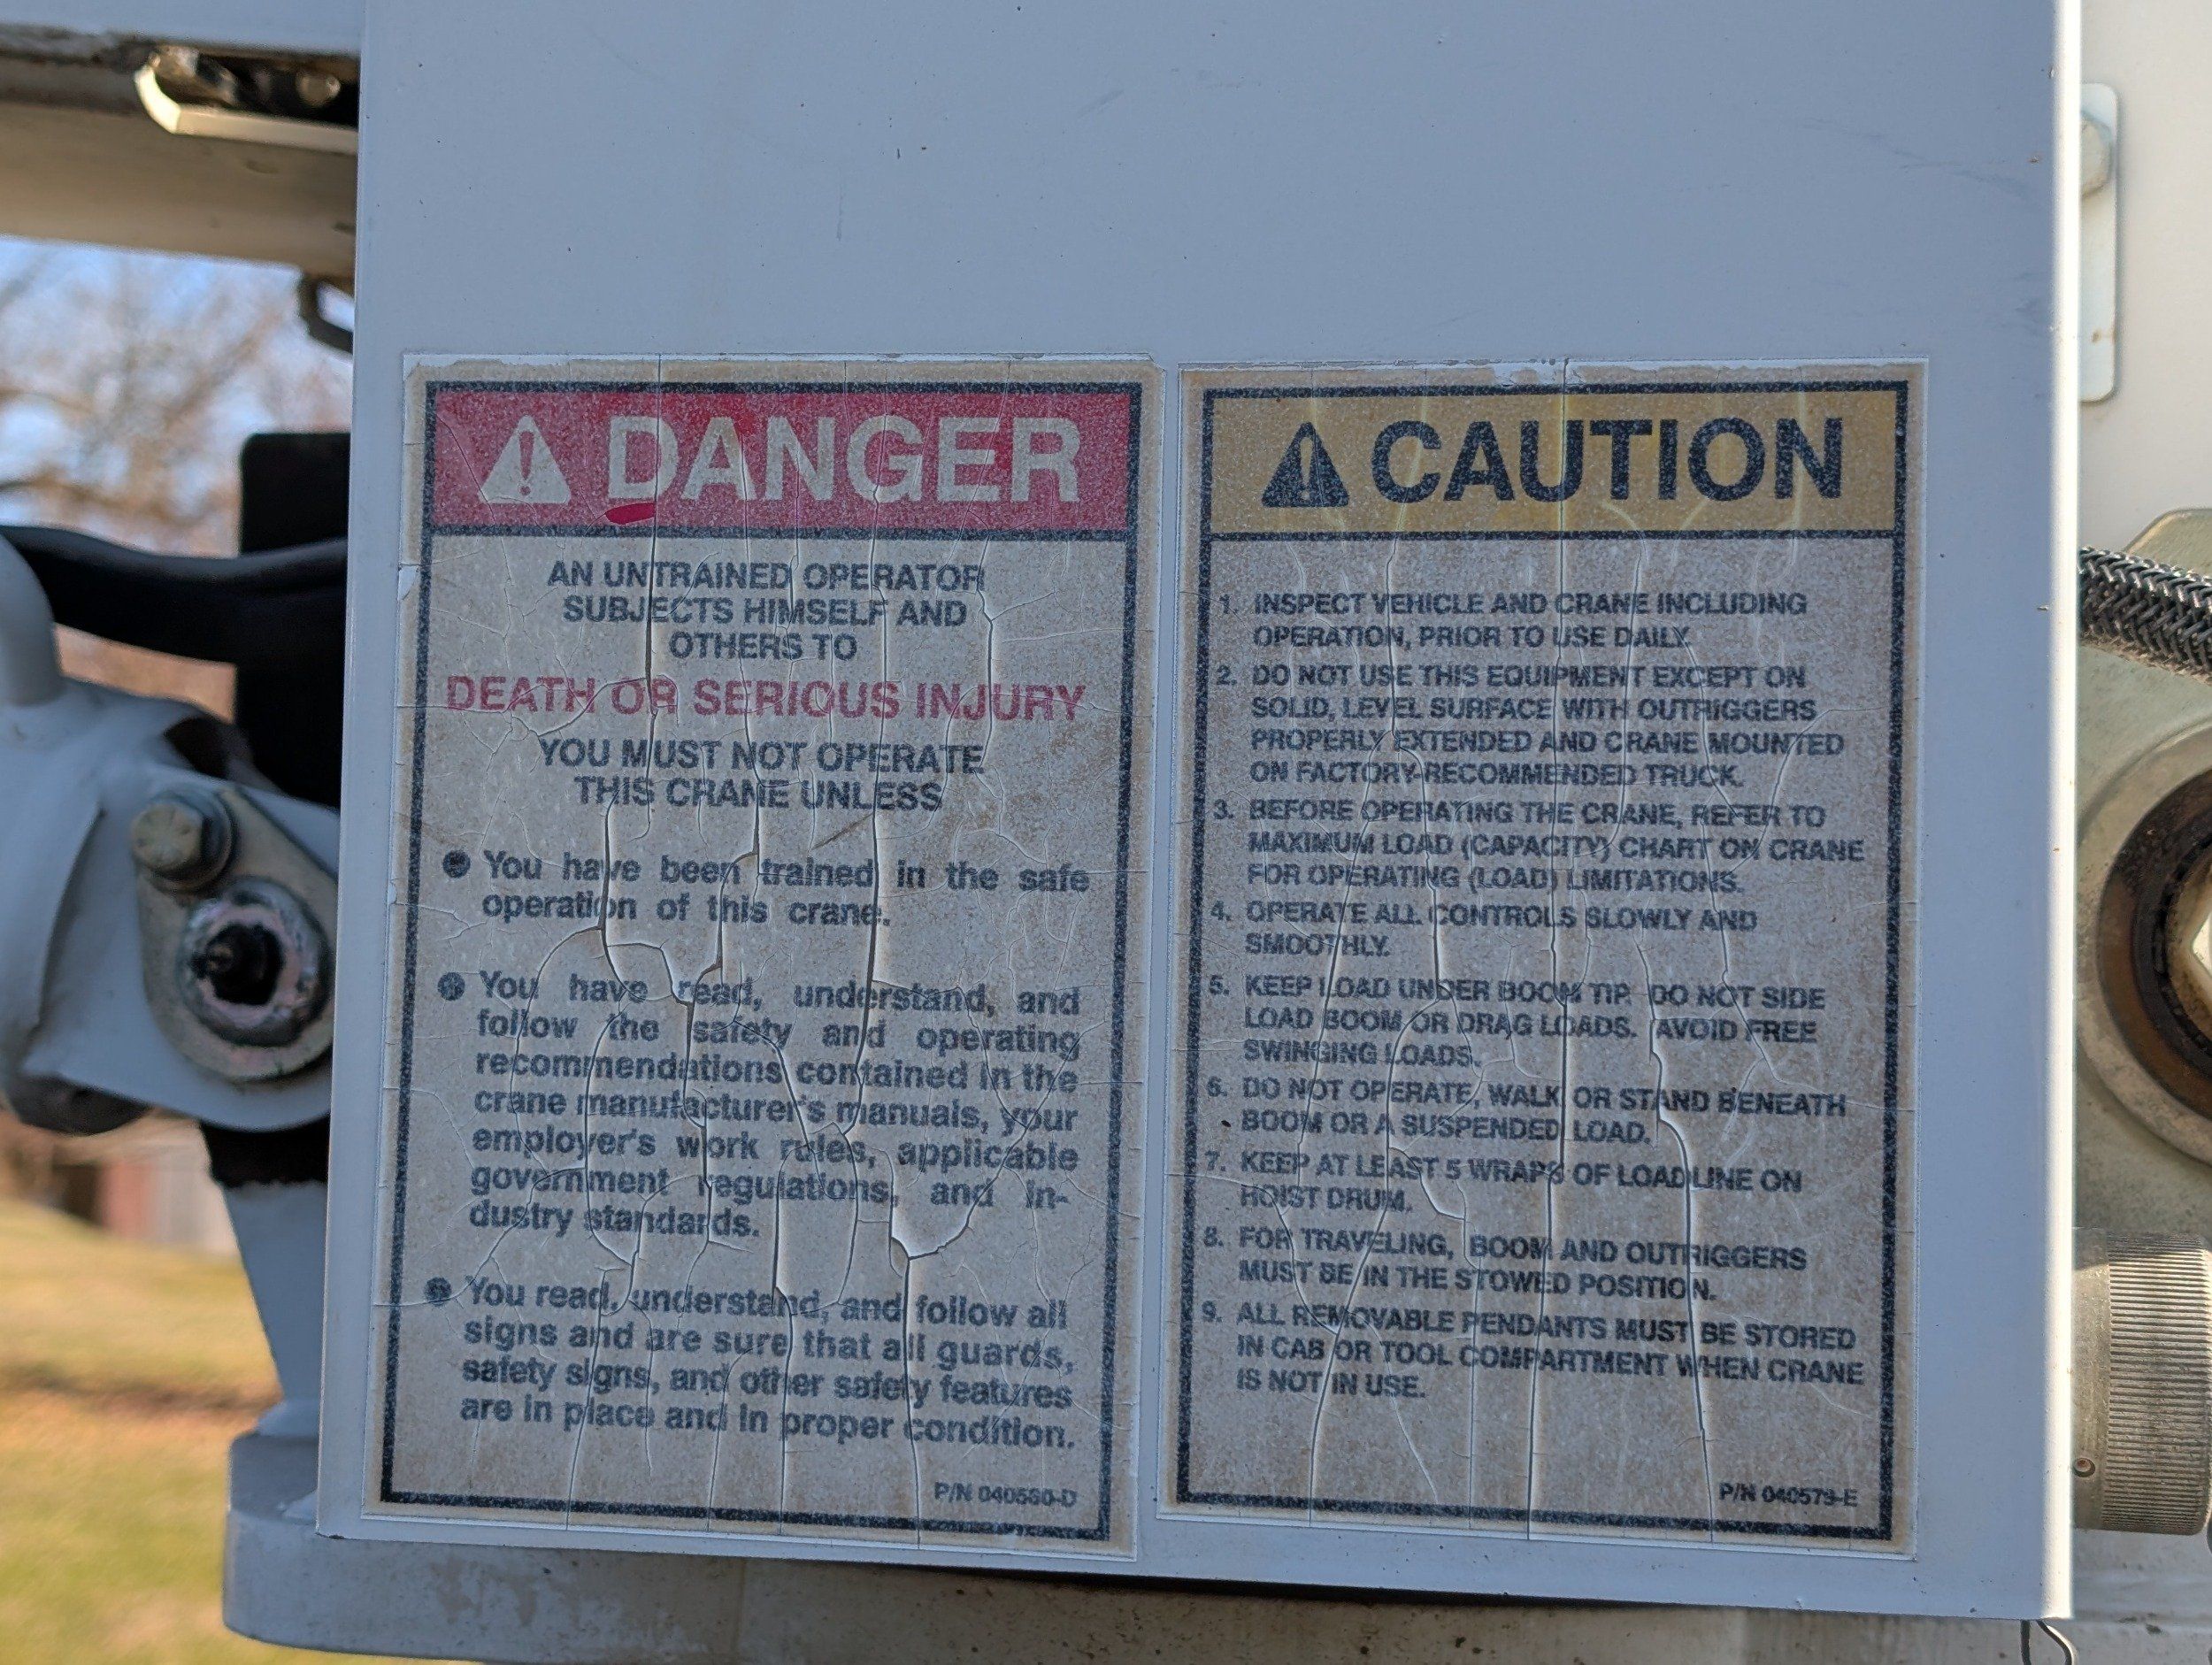 DANGER
AN UNTRAINED OPERATOR
SUBJECTS HIMSELF AND
OTHERS TO
DEATH OR SERIOUS INJURY
YOU MUST NOT OPERATE
THIS CRANE UNLESS
● You have been trained in the safe
operation of this crane.
● You have read, understand, and
follow the safety and operating
recommendations contained in the
crane manufacturer's manuals, your
employer's work rules, applicable
government regulations, and in-
dustry standards.
● You read, understand, and follow all
signs and are sure that all guards,
safety signs, and other safety features
are in place and in proper condition.
P/N 040580-D
CAUTION
1. INSPECT VEHICLE AND CRANE INCLUDING
OPERATION, PRIOR TO USE DAILY.
2. DO NOT USE THIS EQUIPMENT EXCEPT ON
SOLID, LEVEL SURFACE WITH OUTRIGGERS
PROPERLY EXTENDED AND CRANE MOUNTED
ON FACTORY-RECOMMENDED TRUCK.
3. BEFORE OPERATING THE CRANE, REFER TO
MAXIMUM LOAD (CAPACITY) CHART ON CRANE
FOR OPERATING (LOAD) LIMITATIONS.
4. OPERATE ALL CONTROLS SLOWLY AND
SMOOTHLY.
5. KEEP LOAD UNDER BOOM TIP. DO NOT SIDE
LOAD BOOM OR DRAG LOADS. AVOID FREE
SWINGING LOADS.
6. DO NOT OPERATE, WALK OR STAND BENEATH
BOOM OR A SUSPENDED LOAD.
7. KEEP AT LEAST 5 WRAPS OF LOADLINE ON
HOIST DRUM.
8. FOR TRAVELING, BOOM AND OUTRIGGERS
MUST BE IN THE STOWED POSITION.
9. ALL REMOVABLE PENDANTS MUST BE STORED
IN CAB OR TOOL COMPARTMENT WHEN CRANE
IS NOT IN USE.
P/N 040579-E